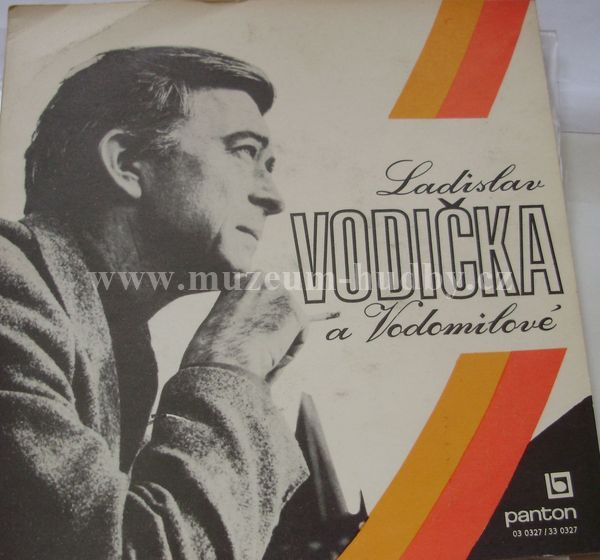 Ladislav
VODIČKA
www.muzeum-hudby.cz
a Vodomilové
panton
03 0327 / 33 0327